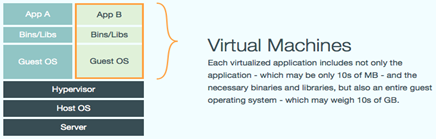 App A App B
Bins/Libs Bins/Libs
Guest OS Guest OS
Hypervisor
Host OS
Server
Virtual Machines
Each virtualized application includes not only the
application - which may be only 10s of MB - and the
necessary binaries and libraries, but also an entire guest
operating system - which may weigh 10s of GB.